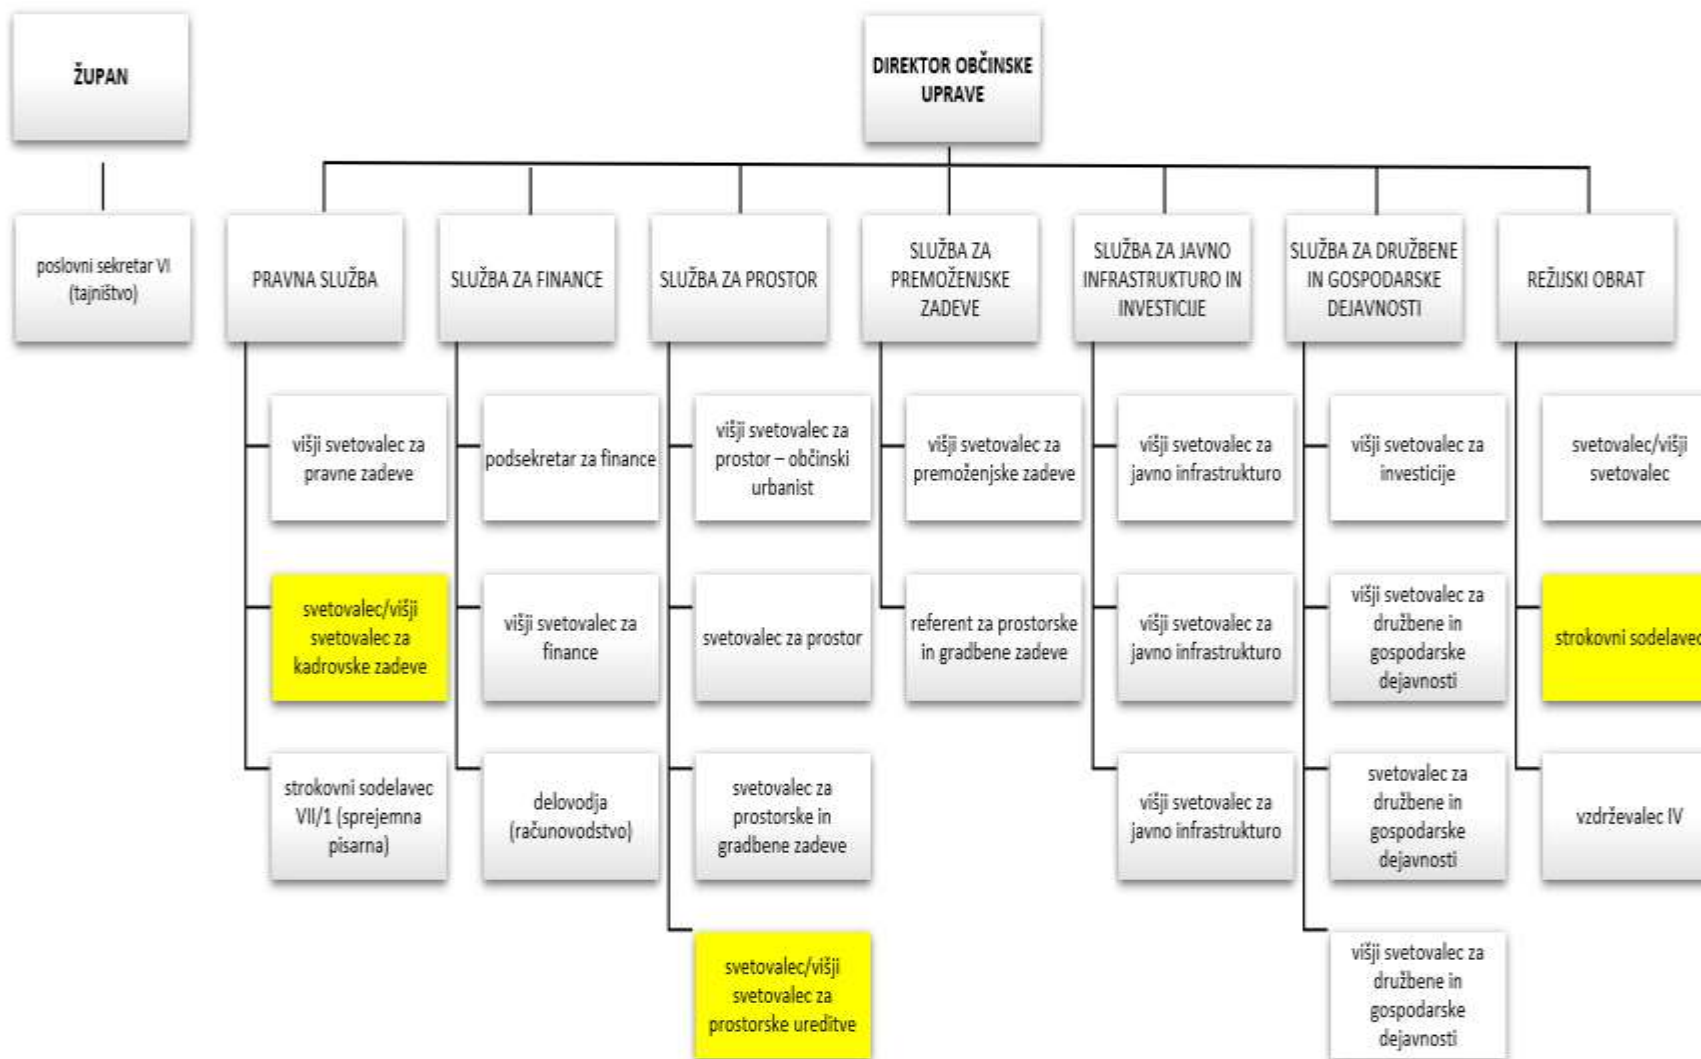 ŽUPAN
DIREKTOR OBČINSKE
UPRAVE
poslovni sekretar VI
(tajništvo)
PRAVNA SLUŽBA
SLUŽBA ZA FINANCE
SLUŽBA ZA PROSTOR
SLUŽBA ZA
PREMOŽENJSKE
ZADEVE
SLUŽBA ZA JAVNO
INFRASTRUKTURO IN
INVESTICIJE
SLUŽBA ZA DRUŽBENE
IN GOSPODARSKE
DEJAVNOSTI
REŽIJSKI OBRAT
višji svetovalec za
pravne zadeve
podsekretar za finance
višji svetovalec za
prostor – občinski
urbanist
višji svetovalec za
premoženjske zadeve
višji svetovalec za
javno infrastrukturo
višji svetovalec za
investicije
svetovalec/višji
svetovalec
svetovalec/višji
svetovalec za
kadrovske zadeve
višji svetovalec za
finance
svetovalec za prostor
referent za prostorske
in gradbene zadeve
višji svetovalec za
javno infrastrukturo
višji svetovalec za
družbene in
gospodarske
dejavnosti
strokovni sodelavec
strokovni sodelavec
VII/1 (sprejemna
pisarna)
delovodja
(računovodstvo)
svetovalec za
prostorske in
gradbene zadeve
višji svetovalec za
javno infrastrukturo
svetovalec za
družbene in
gospodarske
dejavnosti
vzdrževalec IV
svetovalec/višji
svetovalec za
prostorske ureditve
višji svetovalec za
družbene in
gospodarske
dejavnosti